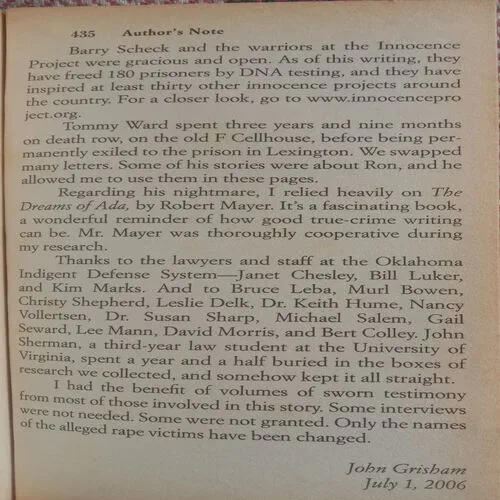 435 Author's Note
Barry Scheck and the warriors at the Innocence
Project were gracious and open. As of this writing, they
have freed 180 prisoners by DNA testing, and they have
inspired at least thirty other innocence projects around
the country. For a closer look, go to www.innocencepro
ject.org.
Tommy Ward spent three years and nine months
on death row, on the old F Cellhouse, before being per-
manently exiled to the prison in Lexington. We swapped
many letters. Some of his stories were about Ron, and he
allowed me to use them in these pages.
Regarding his nightmare, I relied heavily on The
Dreams of Ada, by Robert Mayer. It's a fascinating book,
a wonderful reminder of how good true-crime writing
can be. Mr. Mayer was thoroughly cooperative during
my research.
Thanks to the lawyers and staff at the Oklahoma
Indigent Defense System—Janet Chesley, Bill Luker,
and Kim Marks. And to Bruce Leba, Murl Bowen,
Christy Shepherd, Leslie Delk, Dr. Keith Hume, Nancy
Vollertsen, Dr. Susan Sharp, Michael Salem, Gail
Seward, Lee Mann, David Morris, and Bert Colley. John
Sherman, a third-year law student at the University of
Virginia, spent a year and a half buried in the boxes of
research we collected, and somehow kept it all straight.
I had the benefit of volumes of sworn testimony
from most of those involved in this story. Some interviews
were not needed. Some were not granted. Only the names
of the alleged rape victims have been changed.
John Grisham
July 1, 2006